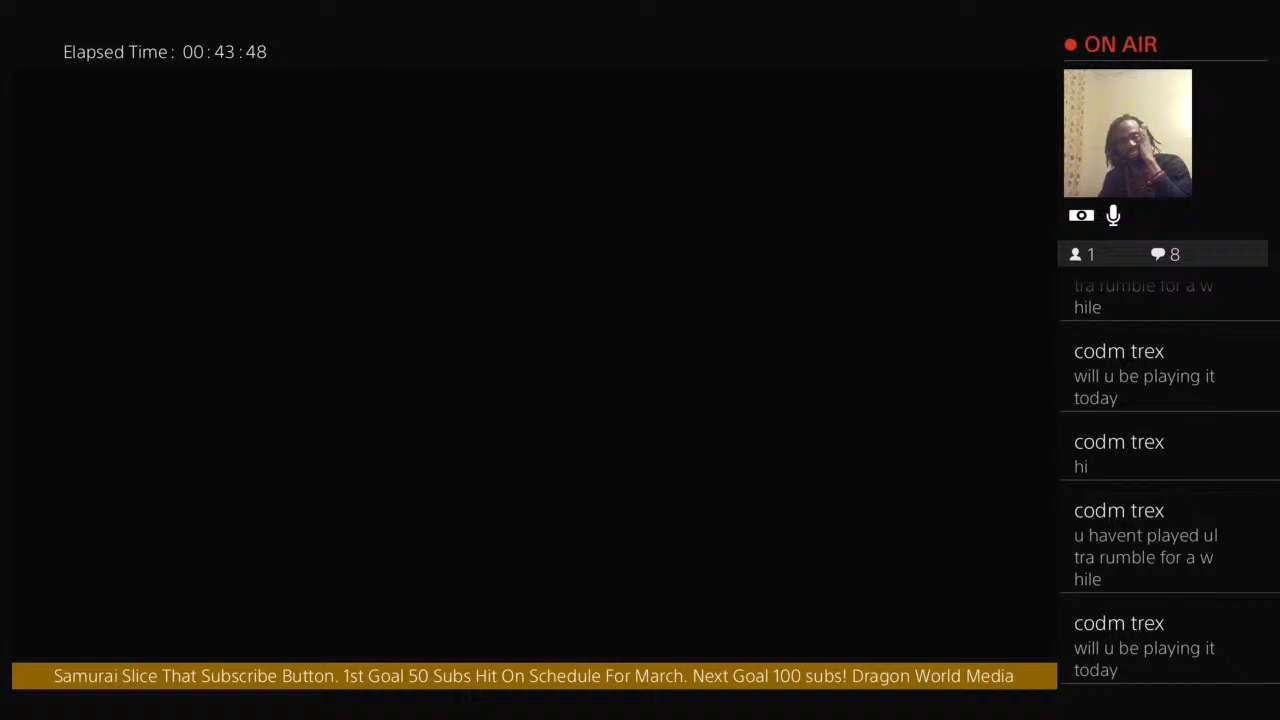 Elapsed Time: 00:43:48
ON AIR
1 8
tra rumble for a w
hile
codm trex
will u be playing it
today
codm trex
hi
codm trex
u havent played ul
tra rumble for a w
hile
codm trex
will u be playing it
today
Samurai Slice That Subscribe Button. 1st Goal 50 Subs Hit On Schedule For March. Next Goal 100 subs! Dragon World Media